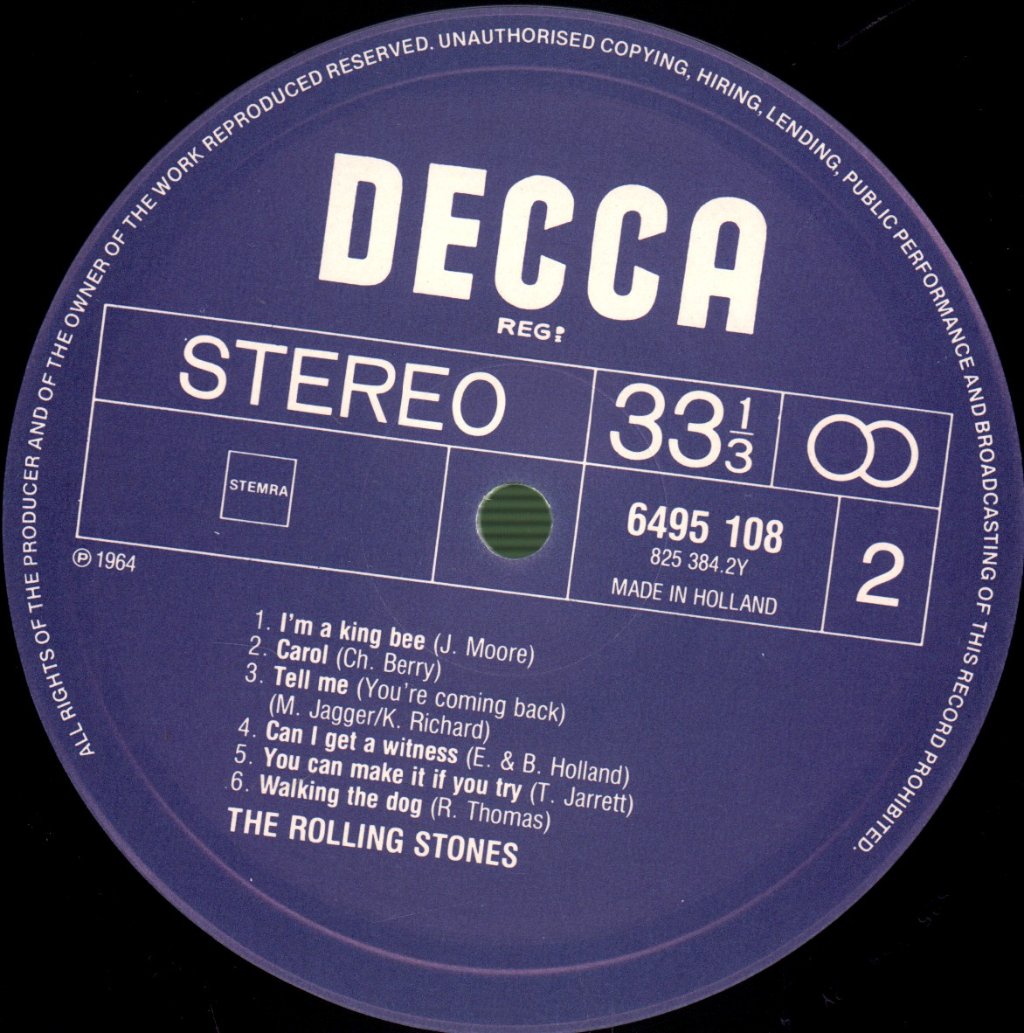 ALL RIGHTS OF THE PRODUCER AND OF THE OWNER OF THE WORK REPRODUCED RESERVED. UNAUTHORISED COPYING, HIRING, LENDING, PUBLIC PERFORMANCE AND BROADCASTING OF THIS RECORD PROHIBITED.
DECCA
REG:
STEREO
33 1/3
STEMRA
6495 108
825 384.2Y
MADE IN HOLLAND
2
℗ 1964
1. I'm a king bee (J. Moore)
2. Carol (Ch. Berry)
3. Tell me (You're coming back)
(M. Jagger/K. Richard)
4. Can I get a witness (E. & B. Holland)
5. You can make it if you try (T. Jarrett)
6. Walking the dog (R. Thomas)
THE ROLLING STONES